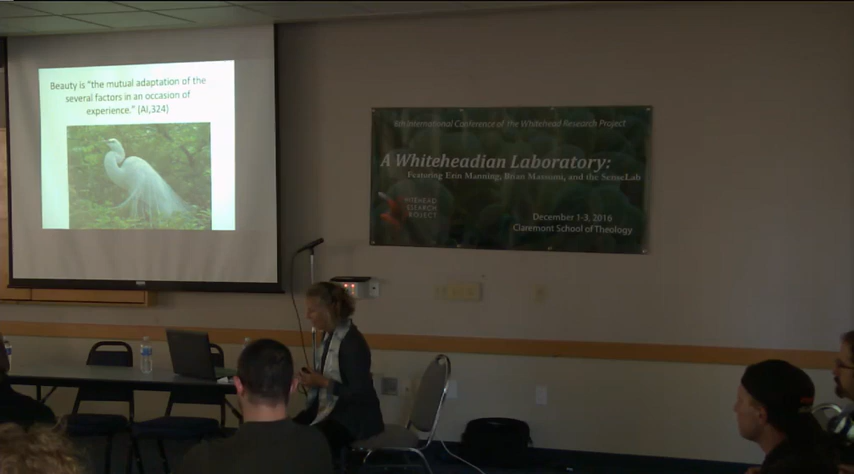 Beauty is "the mutual adaptation of the
several factors in an occasion of
experience." (AI,324)
8th International Conference of the Whitehead Research Project
A Whiteheadian Laboratory:
Featuring Erin Manning, Brian Massumi, and the SenseLab
WHITEHEAD
RESEARCH
PROJECT
December 1-3, 2016
Claremont School of Theology